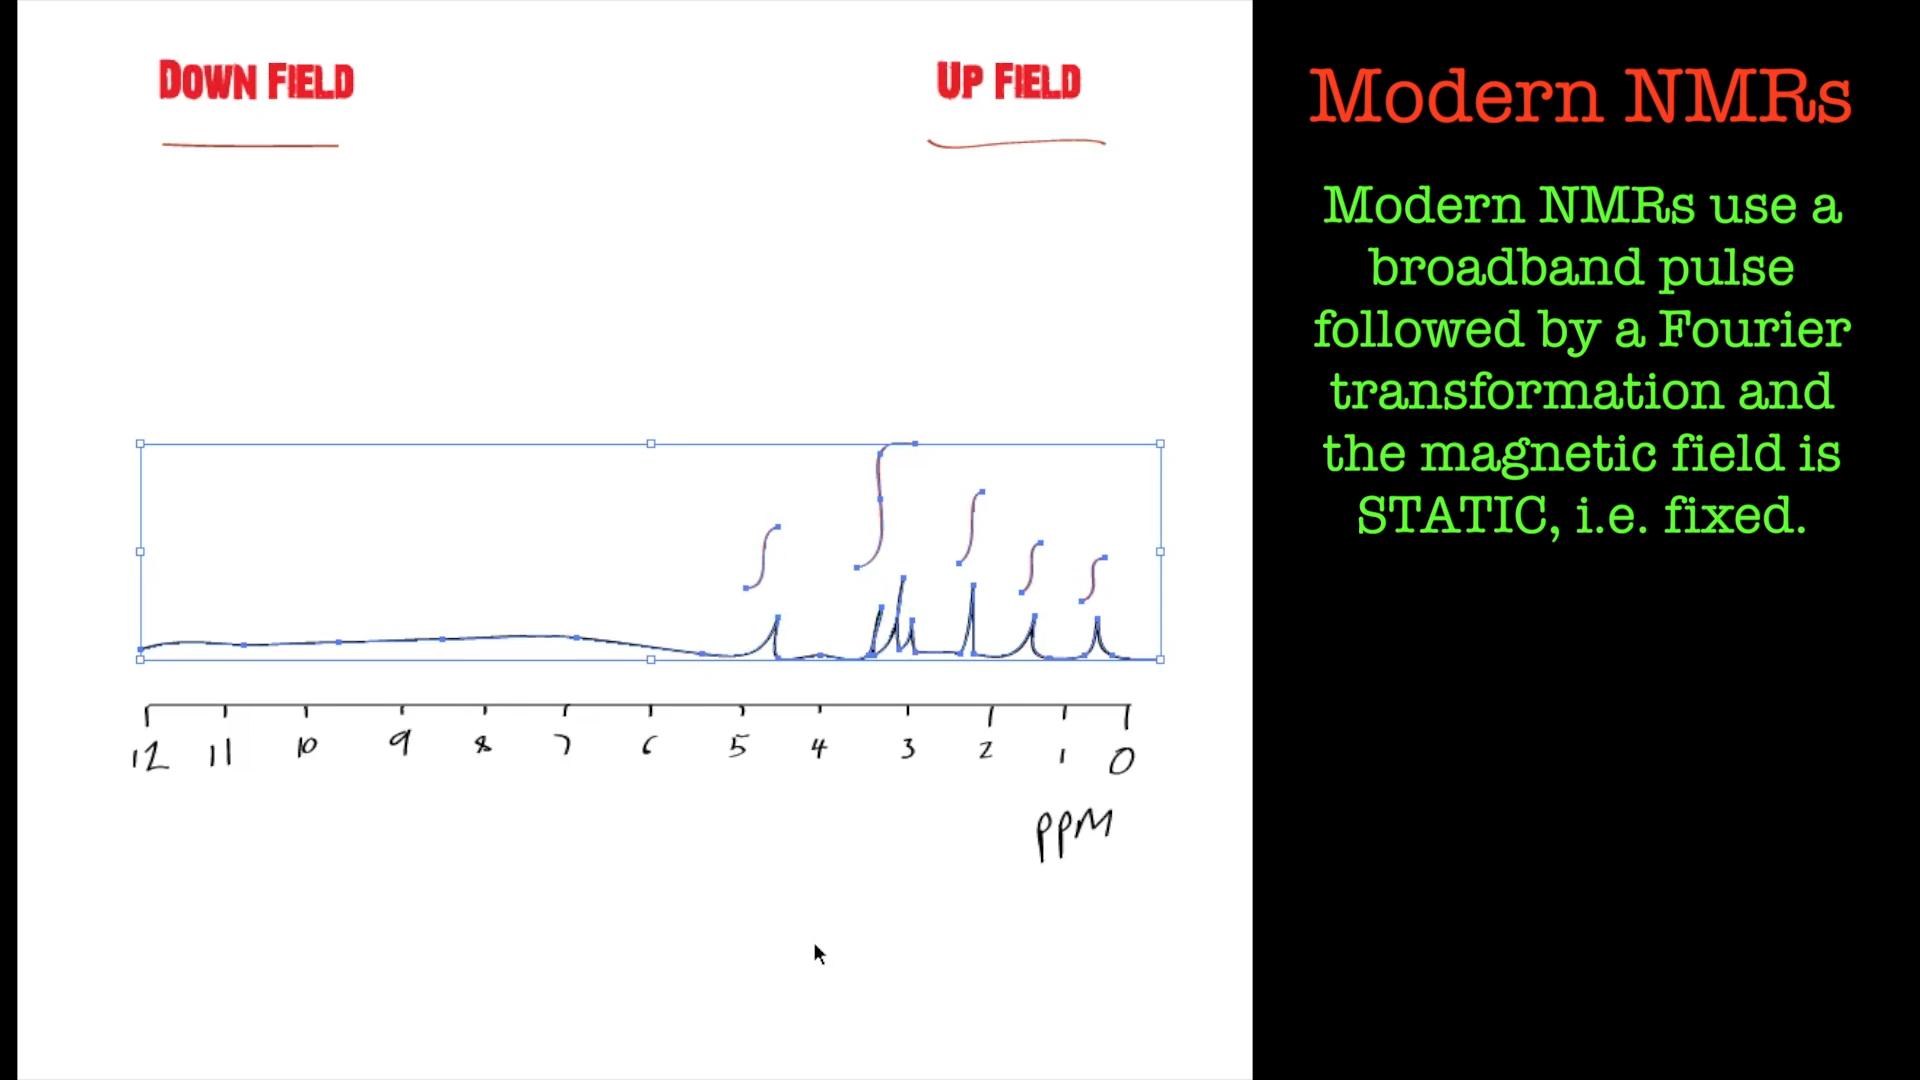 DOWN FIELD
UP FIELD
12 11 10 9 8 7 6 5 4 3 2 1 0
PPM
Modern NMRs
Modern NMRs use a
broadband pulse
followed by a Fourier
transformation and
the magnetic field is
STATIC, i.e. fixed.